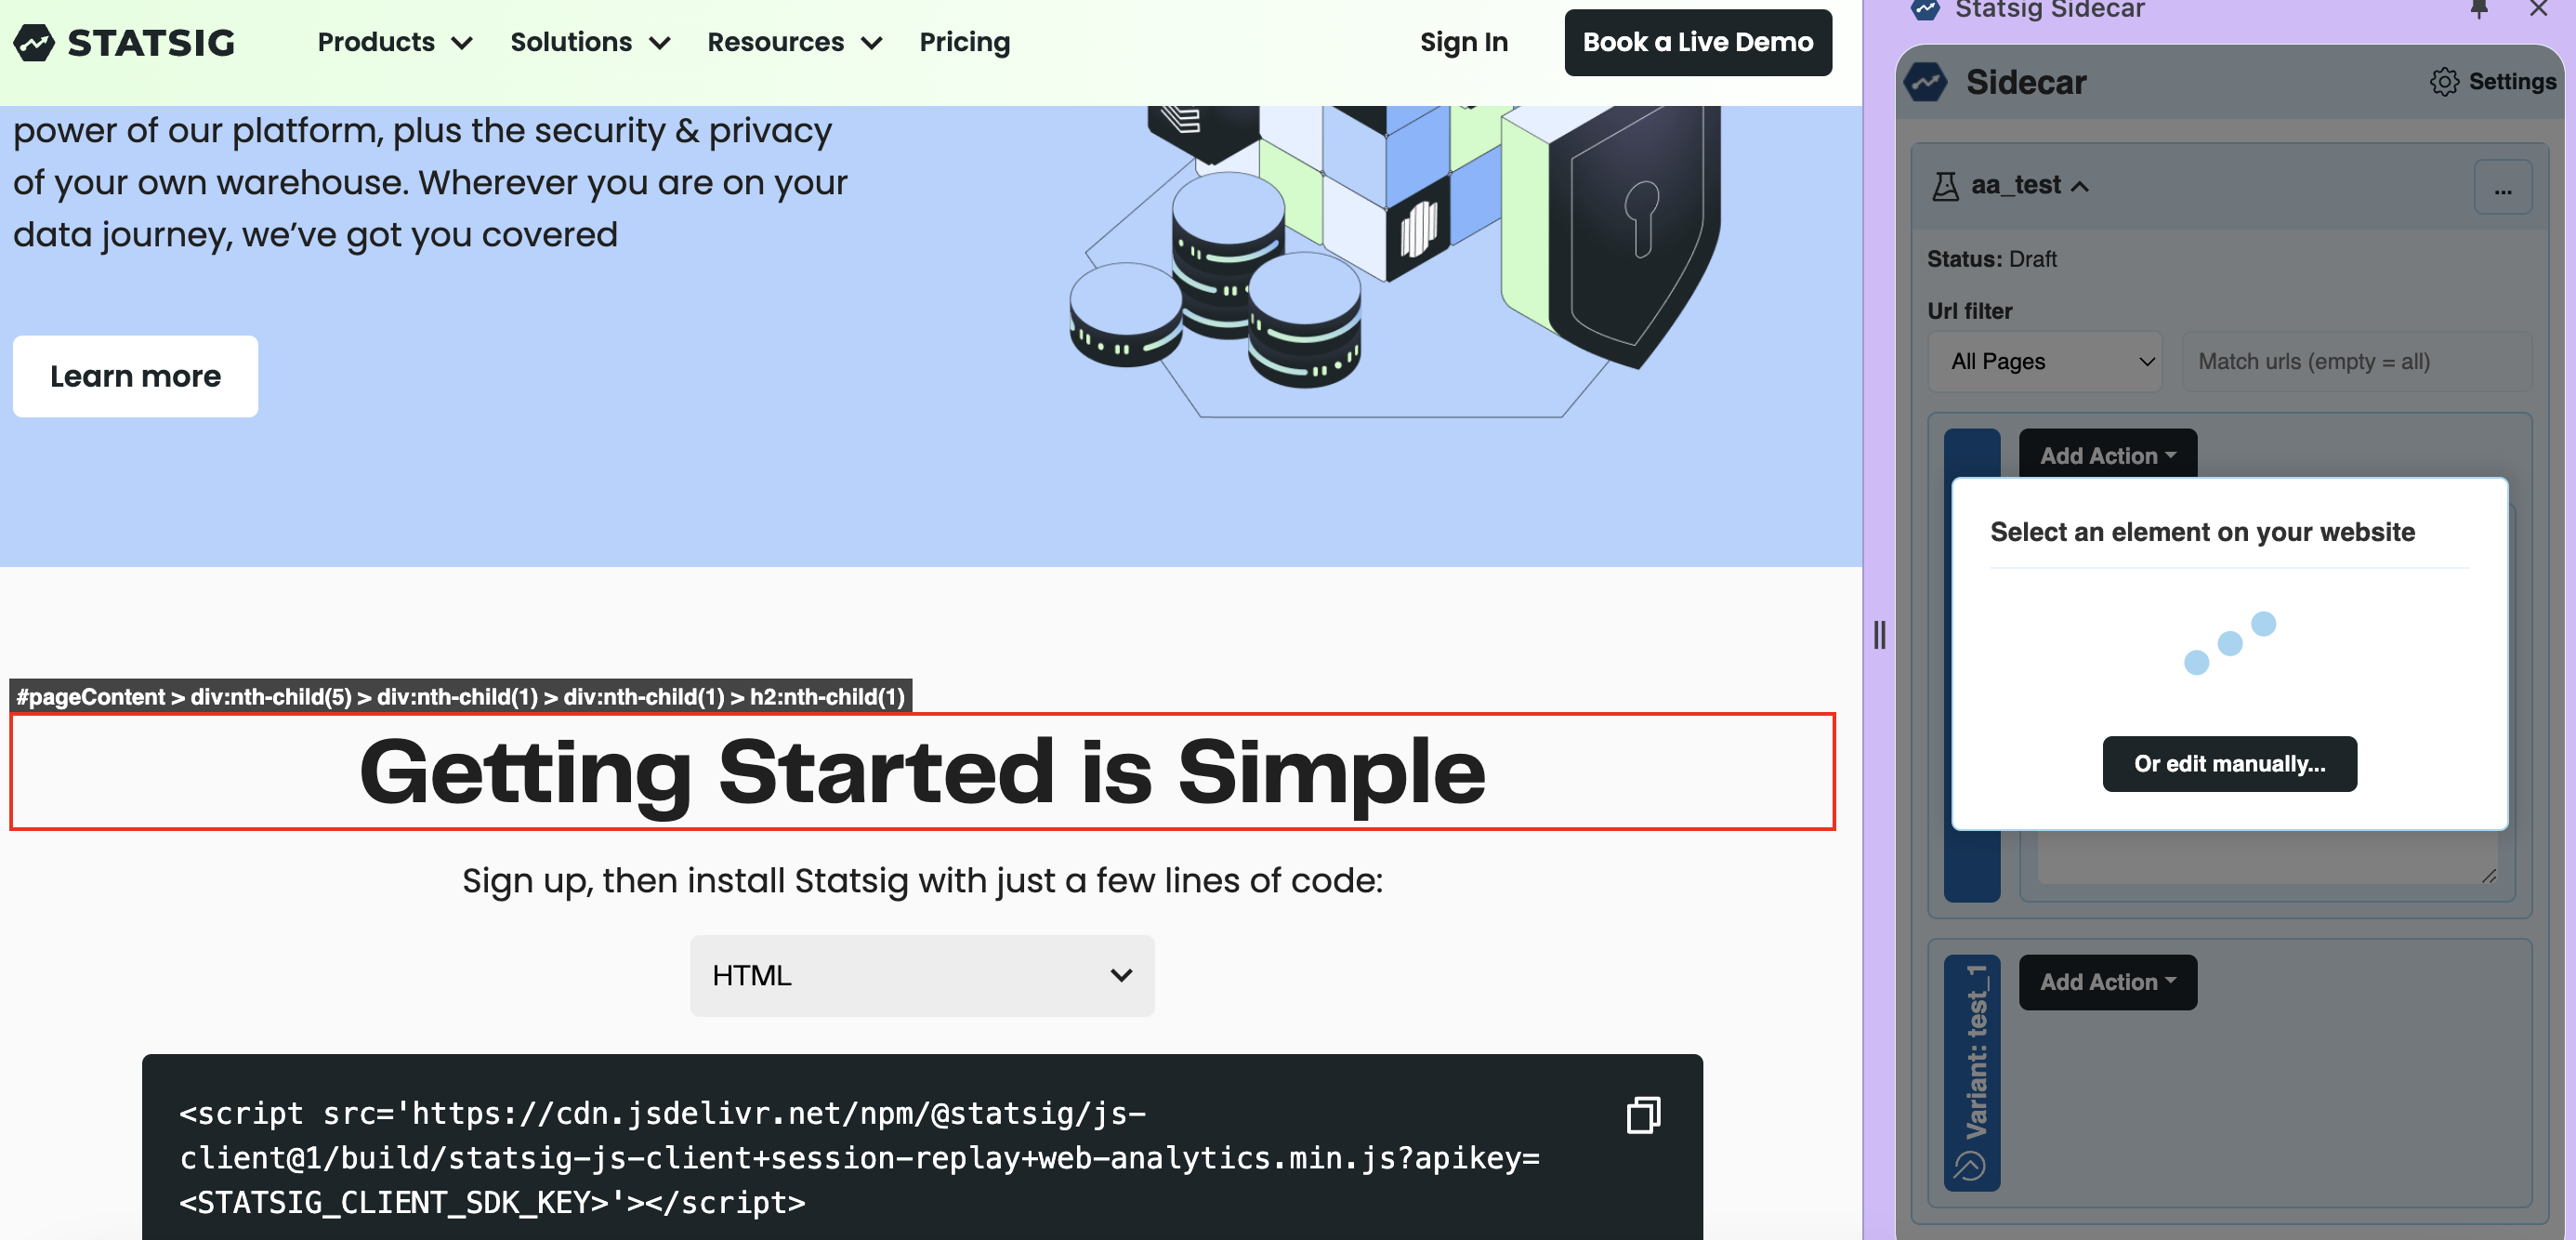 STATSIG
Products
Solutions
Resources
Pricing
Sign In
Book a Live Demo
power of our platform, plus the security & privacy
of your own warehouse. Wherever you are on your
data journey, we’ve got you covered
Learn more
#pageContent > div:nth-child(5) > div:nth-child(1) > div:nth-child(1) > h2:nth-child(1)
Getting Started is Simple
Sign up, then install Statsig with just a few lines of code:
HTML
<script src='https://cdn.jsdelivr.net/npm/@statsig/js-
client@1/build/statsig-js-client+session-replay+web-analytics.min.js?apikey=
<STATSIG_CLIENT_SDK_KEY>'></script>
Statsig Sidecar
Sidecar
Settings
aa_test
...
Status: Draft
Url filter
All Pages
Match urls (empty = all)
Add Action
Select an element on your website
Or edit manually...
Variant: test_1
Add Action